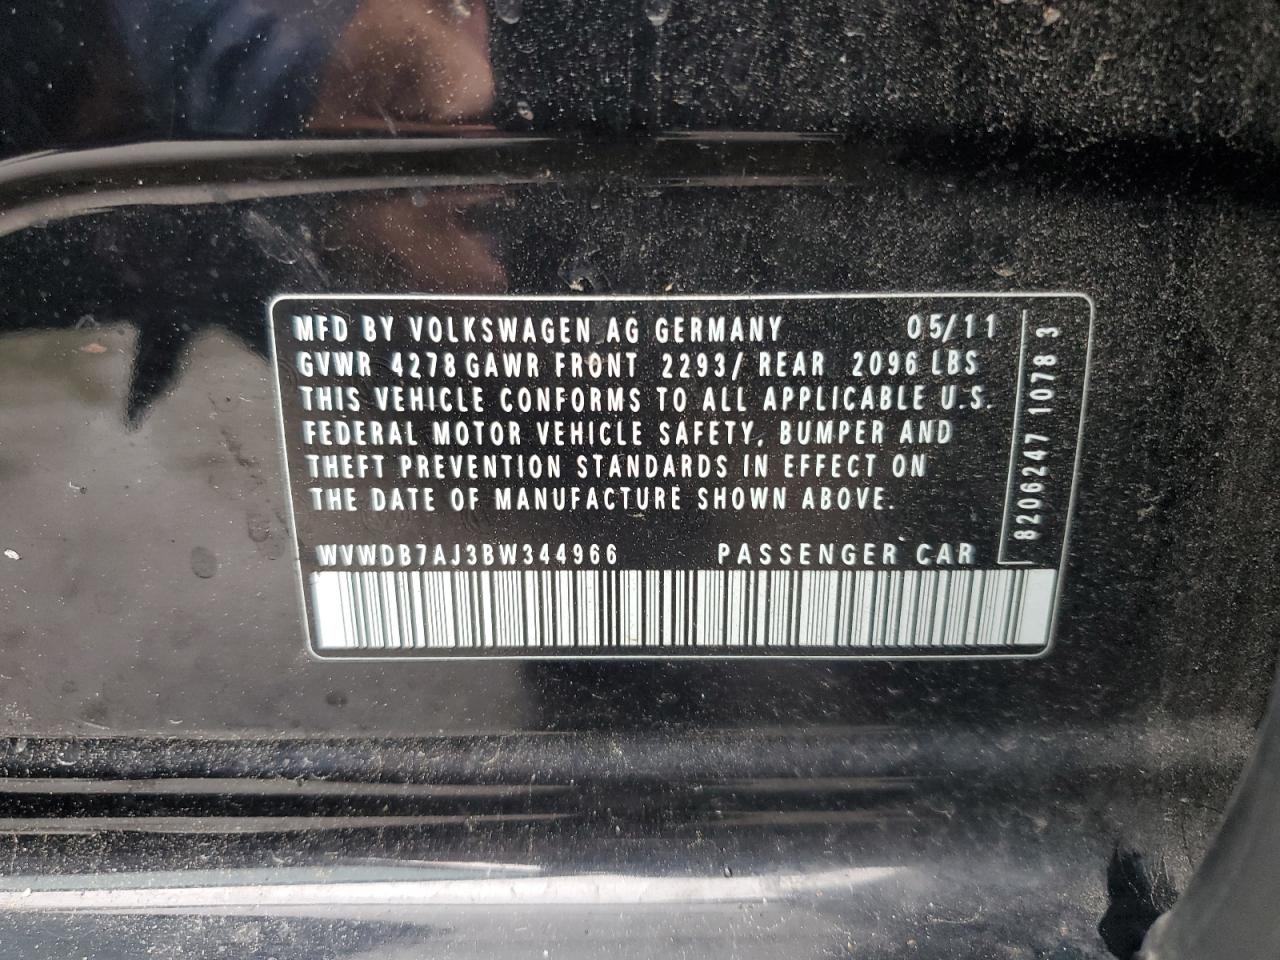 MFD BY VOLKSWAGEN AG GERMANY 05/11
GVWR 4278 GAWR FRONT 2293/ REAR 2096 LBS
THIS VEHICLE CONFORMS TO ALL APPLICABLE U.S.
FEDERAL MOTOR VEHICLE SAFETY, BUMPER AND
THEFT PREVENTION STANDARDS IN EFFECT ON
THE DATE OF MANUFACTURE SHOWN ABOVE.
WVWDB7AJ3BW344966 PASSENGER CAR
8206247 1078 3